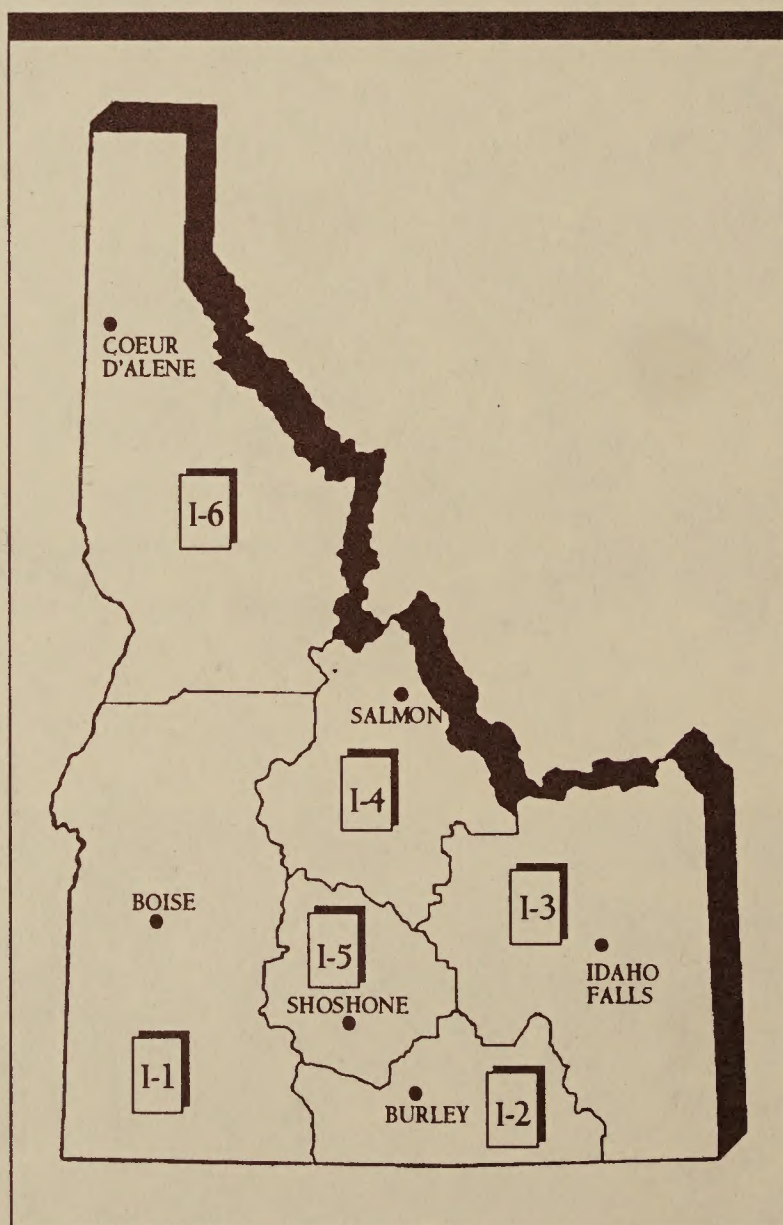 COEUR
D'ALENE
I-6
SALMON
I-4
BOISE
I-3
I-5
IDAHO
FALLS
SHOSHONE
I-1
BURLEY
I-2